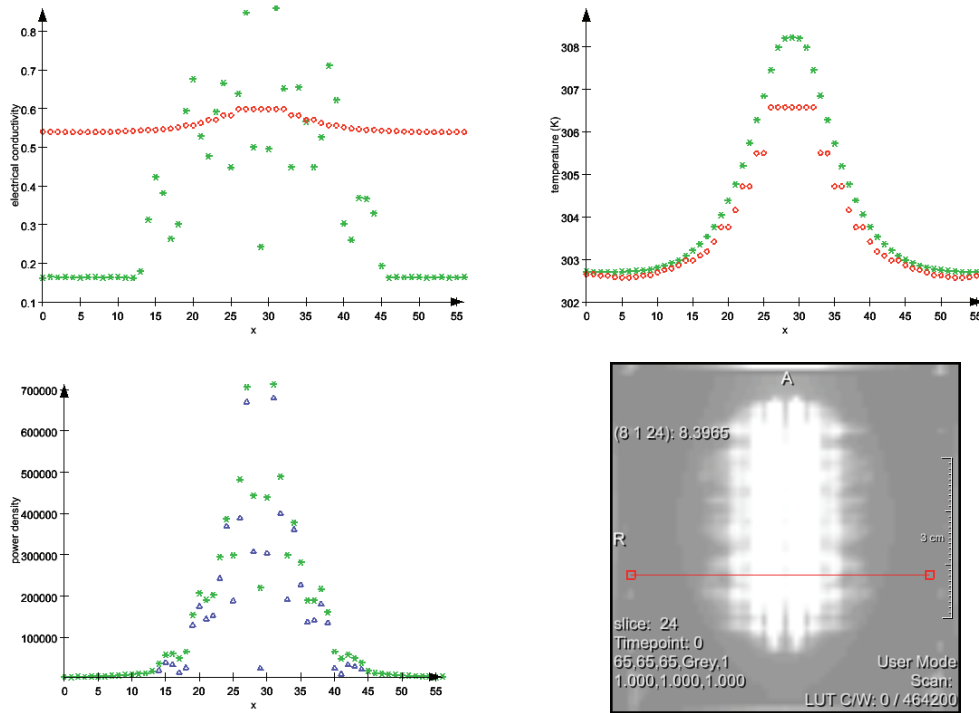 electrical conductivity
0.8
0.7
0.6
0.5
0.4
0.3
0.2
0.1
0 5 10 15 20 25 30 35 40 45 50 55
x
temperature (K)
308
307
306
305
304
303
302
0 5 10 15 20 25 30 35 40 45 50 55
x
power density
700000
600000
500000
400000
300000
200000
100000
0 5 10 15 20 25 30 35 40 45 50 55
x
A
(8 1 24): 8.3965
R
3 cm
slice: 24
Timepoint: 0
65,65,65,Grey,1
1.000,1.000,1.000
User Mode
Scan:
LUT C/W: 0 / 464200